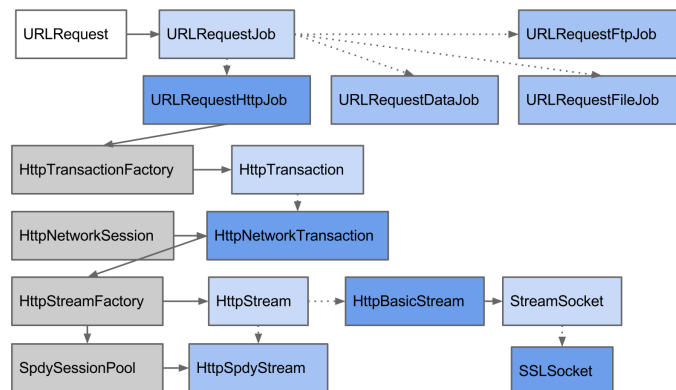 URLRequest
URLRequestJob
URLRequestFtpJob
URLRequestHttpJob
URLRequestDataJob
URLRequestFileJob
HttpTransactionFactory
HttpTransaction
HttpNetworkSession
HttpNetworkTransaction
HttpStreamFactory
HttpStream
HttpBasicStream
StreamSocket
SpdySessionPool
HttpSpdyStream
SSLSocket